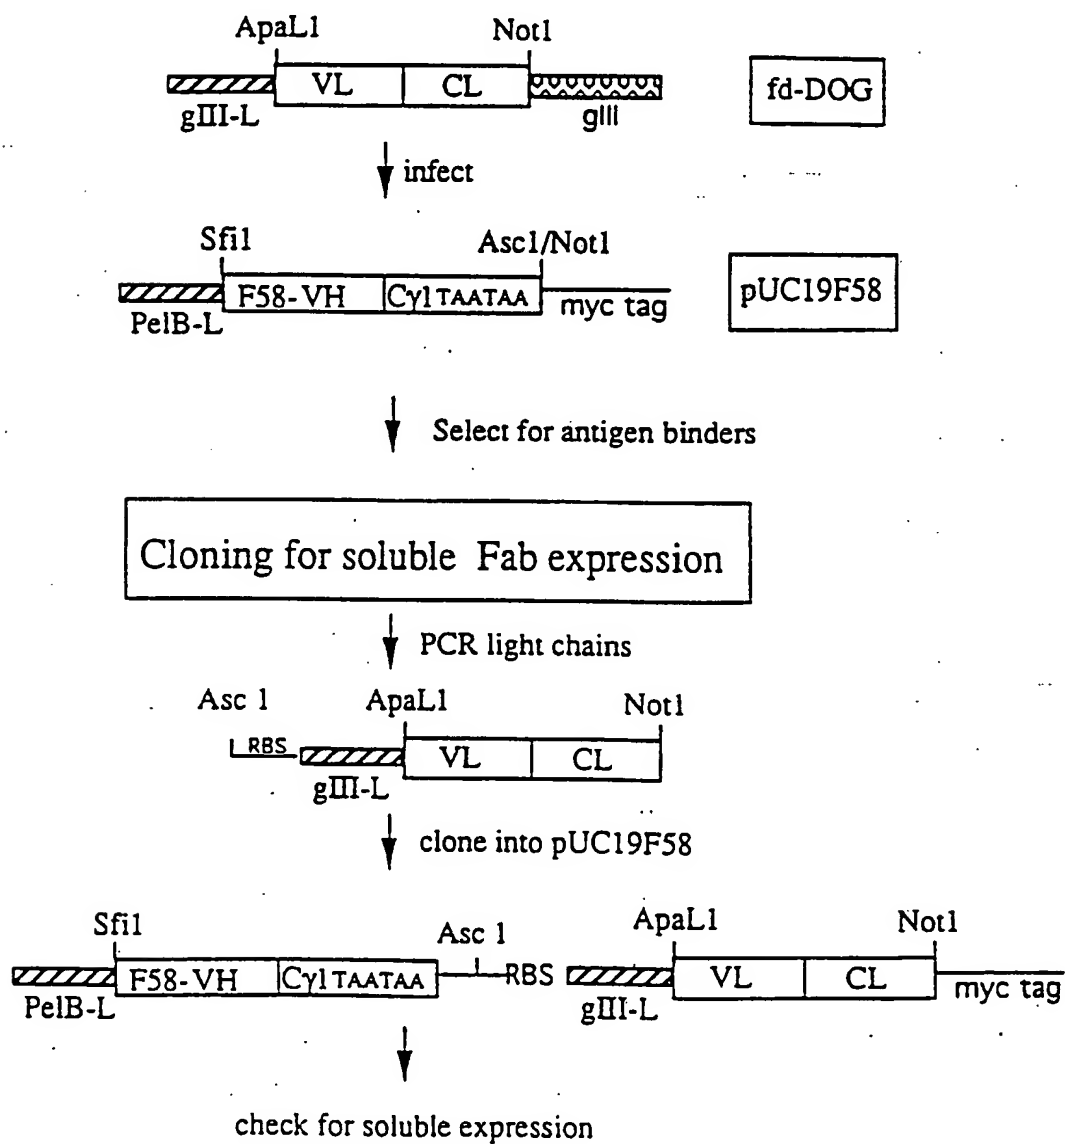 ApaL1 Not1
VL CL fd-DOG
gIII-L gIII
infect
Sfi1 Asc1/Not1
F58-VH Cγ1 TAATAA pUC19F58
PelB-L myc tag
Select for antigen binders
Cloning for soluble Fab expression
PCR light chains
Asc 1 ApaL1 Not1
RBS VL CL
gIII-L
clone into pUC19F58
Sfi1 Asc 1 ApaL1 Not1
F58-VH Cγ1 TAATAA RBS VL CL
PelB-L gIII-L myc tag
check for soluble expression